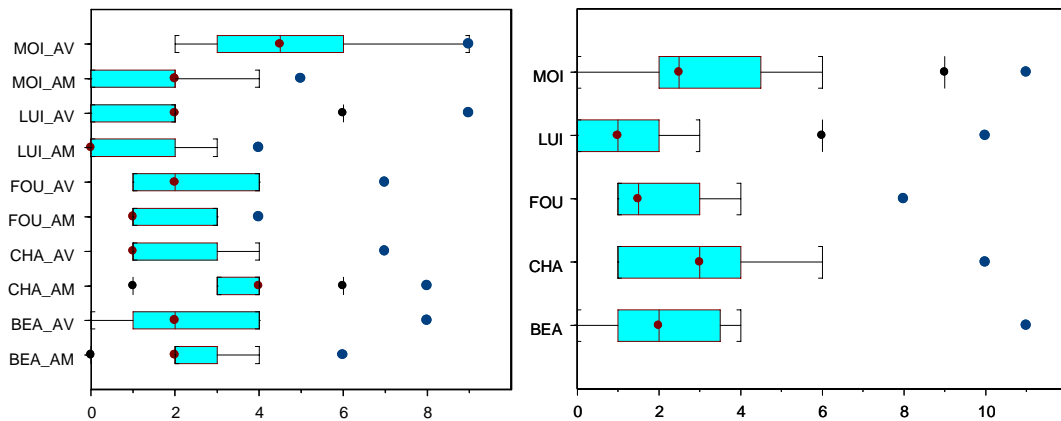 MOI_AV
MOI_AM
LUI_AV
LUI_AM
FOU_AV
FOU_AM
CHA_AV
CHA_AM
BEA_AV
BEA_AM
0 2 4 6 8
MOI
LUI
FOU
CHA
BEA
0 2 4 6 8 10